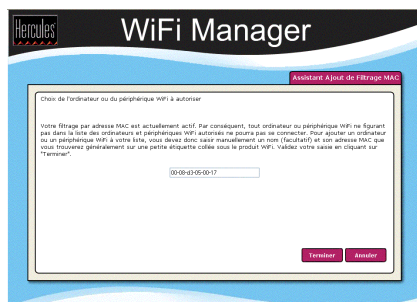 Hercules
WiFi Manager
Assistant Ajout de Filtrage MAC
Choix de l'ordinateur ou du périphérique WiFi à autoriser
Votre filtrage par adresse MAC est actuellement actif. Par conséquent, tout ordinateur ou périphérique WiFi ne figurant
pas dans la liste des ordinateurs et périphériques WiFi autorisés ne pourra pas se connecter. Pour ajouter un ordinateur
ou un périphérique WiFi à votre liste, vous devez donc saisir manuellement un nom (facultatif) et son adresse MAC que
vous trouverez généralement sur une petite étiquette collée sous le produit WiFi. Validez votre saisie en cliquant sur
"Terminer".
00-08-d3-05-00-17
Terminer Annuler